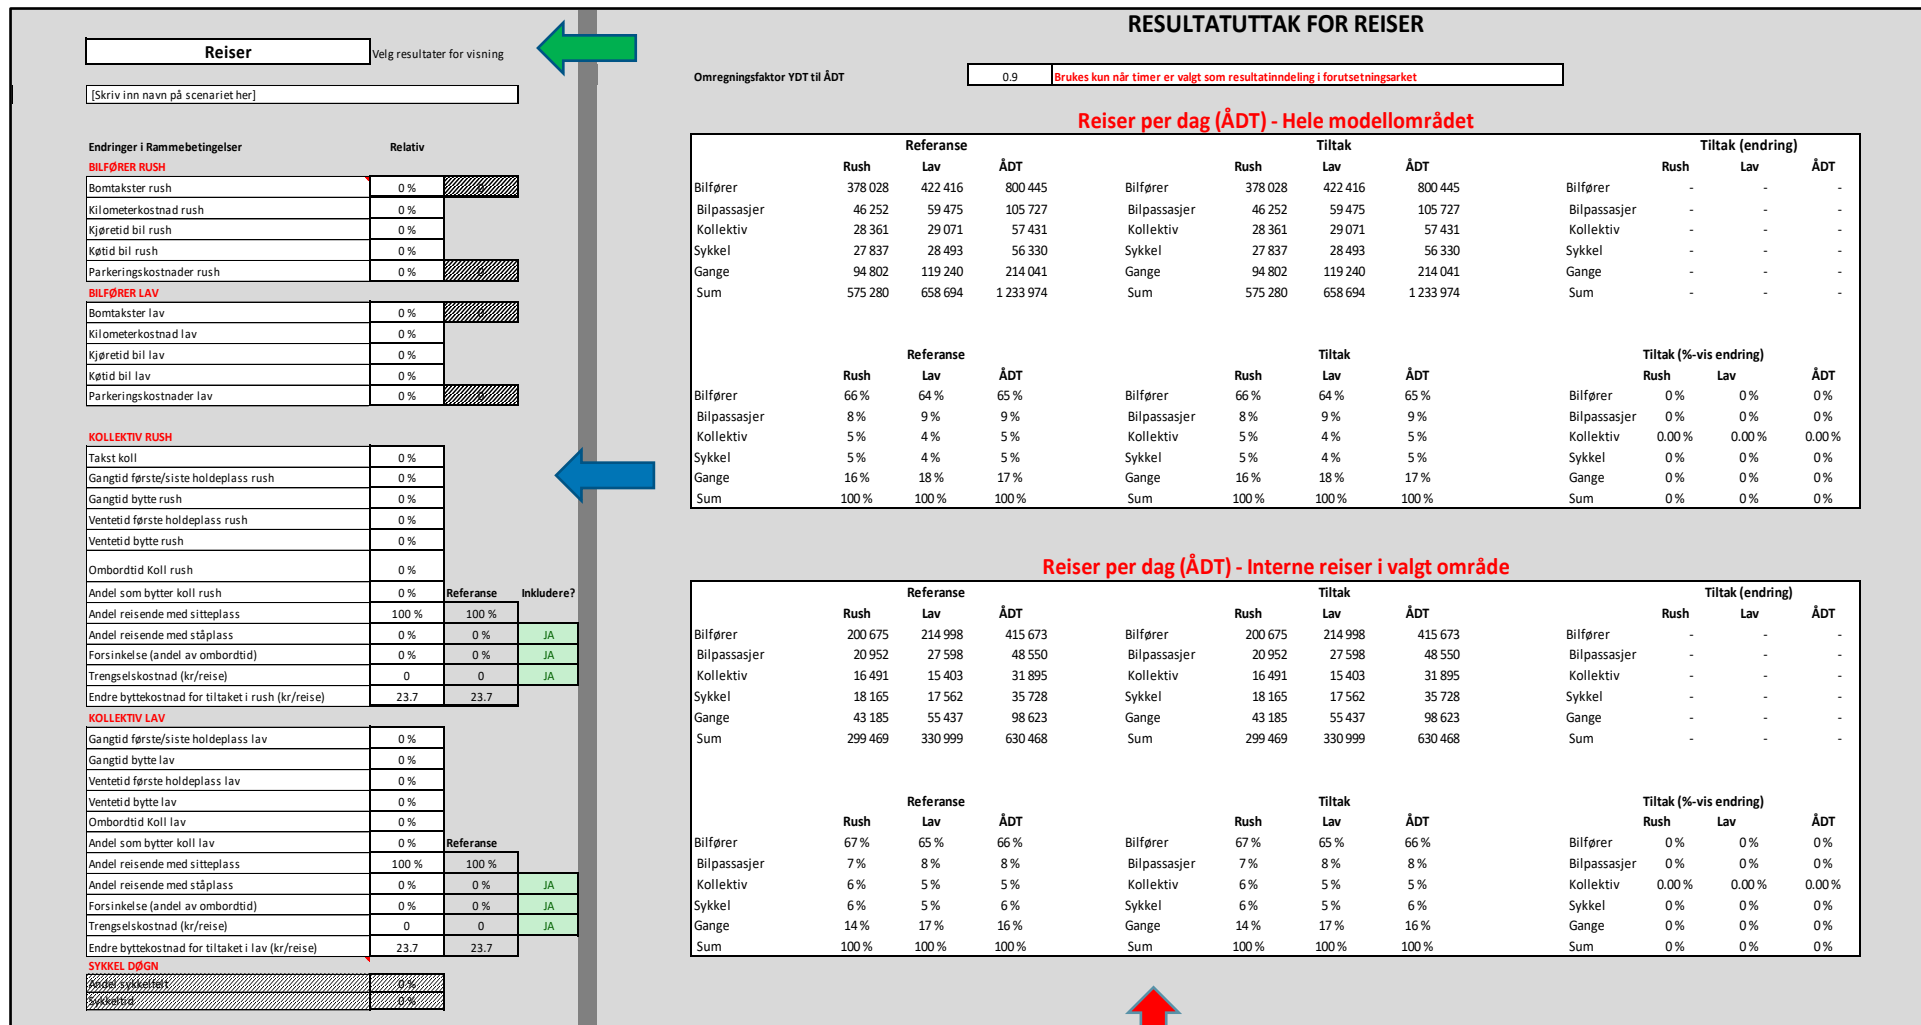 Reiser
Velg resultater for visning
[Skriv inn navn på scenariet her]
Endringer i Rammebetingelser Relativ
BILFØRER RUSH
Bomtakster rush 0 % 0
Kilometerkostnad rush 0 %
Kjøretid bil rush 0 %
Køtid bil rush 0 %
Parkeringskostnader rush 0 % 0
BILFØRER LAV
Bomtakster lav 0 % 0
Kilometerkostnad lav 0 %
Kjøretid bil lav 0 %
Køtid bil lav 0 %
Parkeringskostnader lav 0 % 0
KOLLEKTIV RUSH
Takst koll 0 %
Gangtid første/siste holdeplass rush 0 %
Gangtid bytte rush 0 %
Ventetid første holdeplass rush 0 %
Ventetid bytte rush 0 %
Ombordtid Koll rush 0 %
Andel som bytter koll rush 0 % Referanse Inkludere?
Andel reisende med sitteplass 100 % 100 %
Andel reisende med ståplass 0 % 0 % JA
Forsinkelse (andel av ombordtid) 0 % 0 % JA
Trengselskostnad (kr/reise) 0 0 JA
Endre byttekostnad for tiltaket i rush (kr/reise) 23.7 23.7
KOLLEKTIV LAV
Gangtid første/siste holdeplass lav 0 %
Gangtid bytte lav 0 %
Ventetid første holdeplass lav 0 %
Ventetid bytte lav 0 %
Ombordtid Koll lav 0 %
Andel som bytter koll lav 0 % Referanse
Andel reisende med sitteplass 100 % 100 %
Andel reisende med ståplass 0 % 0 % JA
Forsinkelse (andel av ombordtid) 0 % 0 % JA
Trengselskostnad (kr/reise) 0 0 JA
Endre byttekostnad for tiltaket i lav (kr/reise) 23.7 23.7
SYKKEL DØGN
Andel sykkelfelt 0 %
Sykkeltid 0 %
RESULTATUTTAK FOR REISER
Omregningsfaktor YDT til ÅDT 0.9 Brukes kun når timer er valgt som resultatinndeling i forutsetningsarket
Reiser per dag (ÅDT) - Hele modellområdet
Referanse Tiltak Tiltak (endring)
Rush Lav ÅDT Rush Lav ÅDT Rush Lav ÅDT
Bilfører 378 028 422 416 800 445 Bilfører 378 028 422 416 800 445 Bilfører - - -
Bilpassasjer 46 252 59 475 105 727 Bilpassasjer 46 252 59 475 105 727 Bilpassasjer - - -
Kollektiv 28 361 29 071 57 431 Kollektiv 28 361 29 071 57 431 Kollektiv - - -
Sykkel 27 837 28 493 56 330 Sykkel 27 837 28 493 56 330 Sykkel - - -
Gange 94 802 119 240 214 041 Gange 94 802 119 240 214 041 Gange - - -
Sum 575 280 658 694 1 233 974 Sum 575 280 658 694 1 233 974 Sum - - -
Referanse Tiltak Tiltak (%-vis endring)
Rush Lav ÅDT Rush Lav ÅDT Rush Lav ÅDT
Bilfører 66 % 64 % 65 % Bilfører 66 % 64 % 65 % Bilfører 0 % 0 % 0 %
Bilpassasjer 8 % 9 % 9 % Bilpassasjer 8 % 9 % 9 % Bilpassasjer 0 % 0 % 0 %
Kollektiv 5 % 4 % 5 % Kollektiv 5 % 4 % 5 % Kollektiv 0.00 % 0.00 % 0.00 %
Sykkel 5 % 4 % 5 % Sykkel 5 % 4 % 5 % Sykkel 0 % 0 % 0 %
Gange 16 % 18 % 17 % Gange 16 % 18 % 17 % Gange 0 % 0 % 0 %
Sum 100 % 100 % 100 % Sum 100 % 100 % 100 % Sum 0 % 0 % 0 %
Reiser per dag (ÅDT) - Interne reiser i valgt område
Referanse Tiltak Tiltak (endring)
Rush Lav ÅDT Rush Lav ÅDT Rush Lav ÅDT
Bilfører 200 675 214 998 415 673 Bilfører 200 675 214 998 415 673 Bilfører - - -
Bilpassasjer 20 952 27 598 48 550 Bilpassasjer 20 952 27 598 48 550 Bilpassasjer - - -
Kollektiv 16 491 15 403 31 895 Kollektiv 16 491 15 403 31 895 Kollektiv - - -
Sykkel 18 165 17 562 35 728 Sykkel 18 165 17 562 35 728 Sykkel - - -
Gange 43 185 55 437 98 623 Gange 43 185 55 437 98 623 Gange - - -
Sum 299 469 330 999 630 468 Sum 299 469 330 999 630 468 Sum - - -
Referanse Tiltak Tiltak (%-vis endring)
Rush Lav ÅDT Rush Lav ÅDT Rush Lav ÅDT
Bilfører 67 % 65 % 66 % Bilfører 67 % 65 % 66 % Bilfører 0 % 0 % 0 %
Bilpassasjer 7 % 8 % 8 % Bilpassasjer 7 % 8 % 8 % Bilpassasjer 0 % 0 % 0 %
Kollektiv 6 % 5 % 5 % Kollektiv 6 % 5 % 5 % Kollektiv 0.00 % 0.00 % 0.00 %
Sykkel 6 % 5 % 6 % Sykkel 6 % 5 % 6 % Sykkel 0 % 0 % 0 %
Gange 14 % 17 % 16 % Gange 14 % 17 % 16 % Gange 0 % 0 % 0 %
Sum 100 % 100 % 100 % Sum 100 % 100 % 100 % Sum 0 % 0 % 0 %